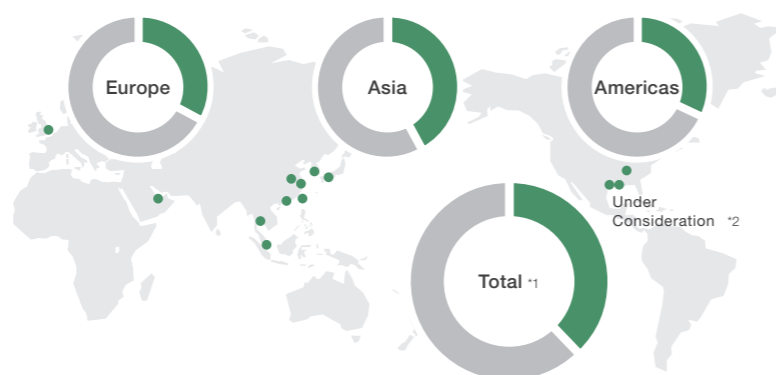 Europe
Asia
Americas
Under
Consideration *2
Total *1